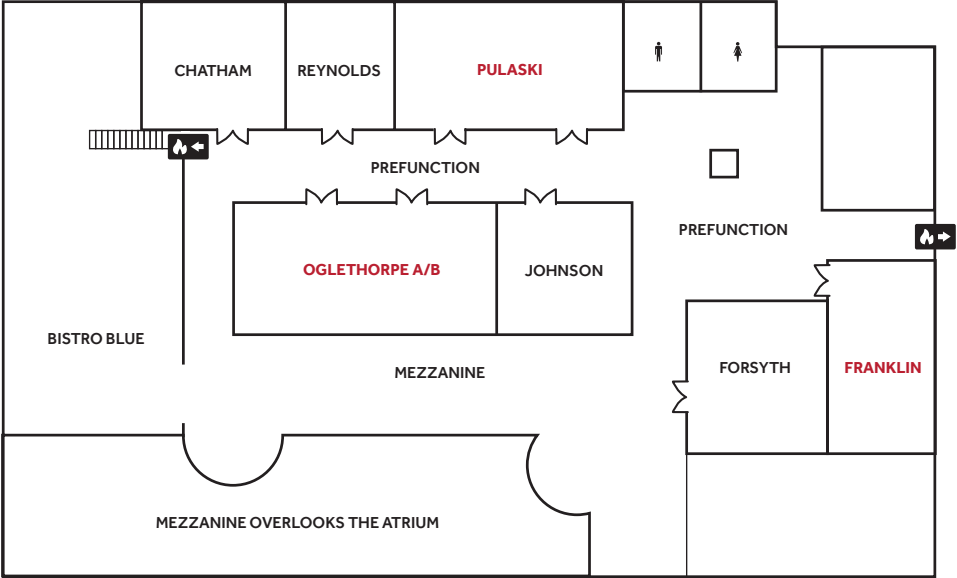 CHATHAM
REYNOLDS
PULASKI
PREFUNCTION
PREFUNCTION
OGLETHORPE A/B
JOHNSON
BISTRO BLUE
MEZZANINE
FORSYTH
FRANKLIN
MEZZANINE OVERLOOKS THE ATRIUM